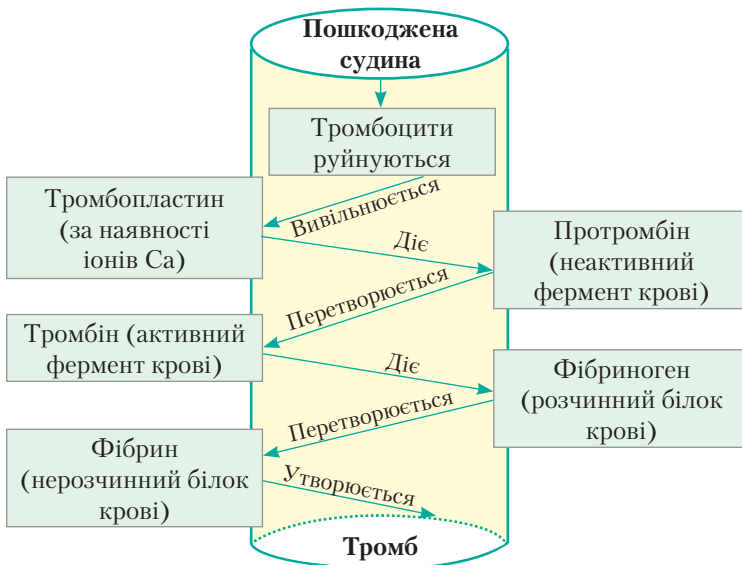 Пошкоджена
судина
Тромбоцити
руйнуються
Вивільнюється
Тромбопластин
(за наявності
іонів Ca)
Діє
Протромбін
(неактивний
фермент крові)
Перетворюється
Тромбін (активний
фермент крові)
Діє
Фібриноген
(розчинний білок
крові)
Перетворюється
Фібрин
(нерозчинний білок
крові)
Утворюється
Тромб